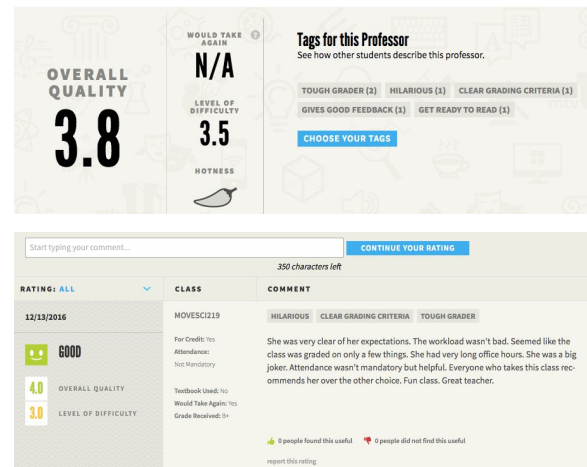 OVERALL
QUALITY
3.8
WOULD TAKE
AGAIN
N/A
LEVEL OF
DIFFICULTY
3.5
HOTNESS
Tags for this Professor
See how other students describe this professor.
TOUGH GRADER (2) HILARIOUS (1) CLEAR GRADING CRITERIA (1)
GIVES GOOD FEEDBACK (1) GET READY TO READ (1)
CHOOSE YOUR TAGS
Start typing your comment...
CONTINUE YOUR RATING
350 characters left
RATING: ALL CLASS COMMENT
12/13/2016
GOOD
4.0 OVERALL QUALITY
3.0 LEVEL OF DIFFICULTY
MOVESCI219
For Credit: Yes
Attendance:
Not Mandatory
Textbook Used: No
Would Take Again: Yes
Grade Received: B+
HILARIOUS CLEAR GRADING CRITERIA TOUGH GRADER
She was very clear of her expectations. The workload wasn't bad. Seemed like the
class was graded on only a few things. She had very long office hours. She was a big
joker. Attendance wasn't mandatory but helpful. Everyone who takes this class rec-
ommends her over the other choice. Fun class. Great teacher.
0 people found this useful 0 people did not find this useful
report this rating